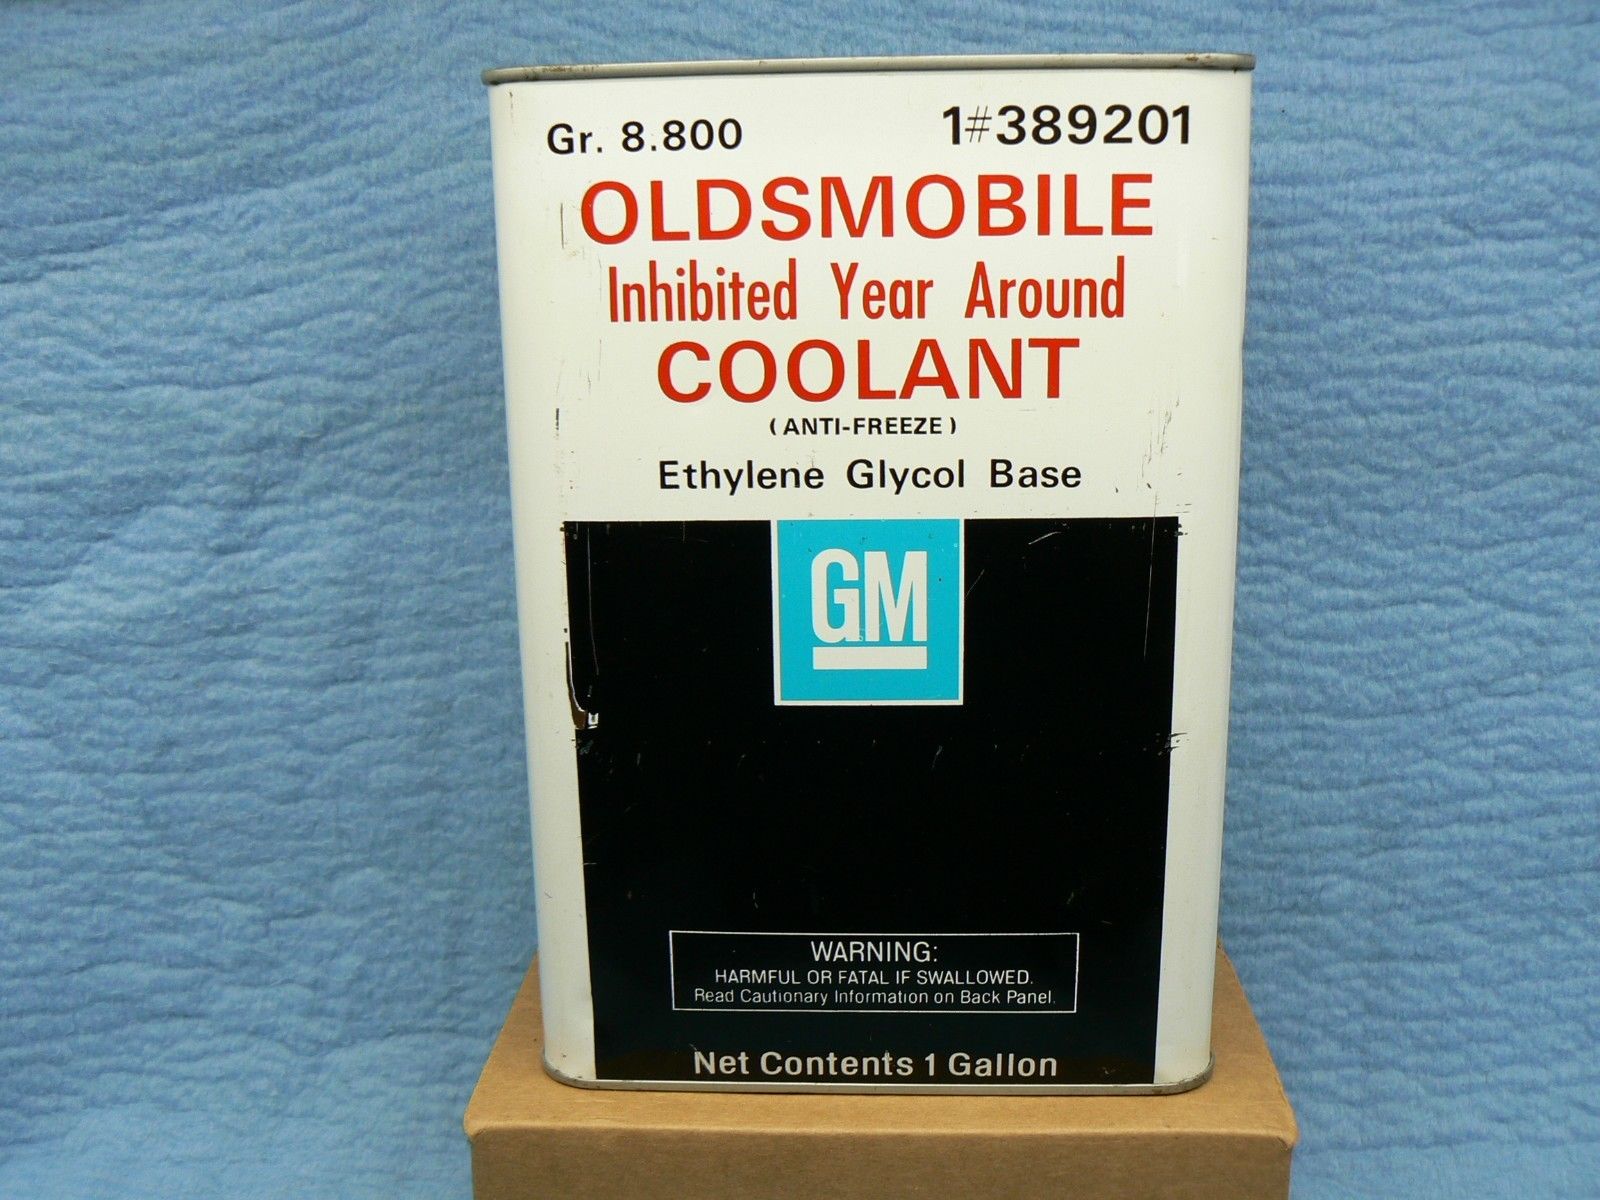 Gr. 8.800 1#389201
OLDSMOBILE
Inhibited Year Around
COOLANT
(ANTI-FREEZE)
Ethylene Glycol Base
GM
WARNING:
HARMFUL OR FATAL IF SWALLOWED.
Read Cautionary Information on Back Panel.
Net Contents 1 Gallon